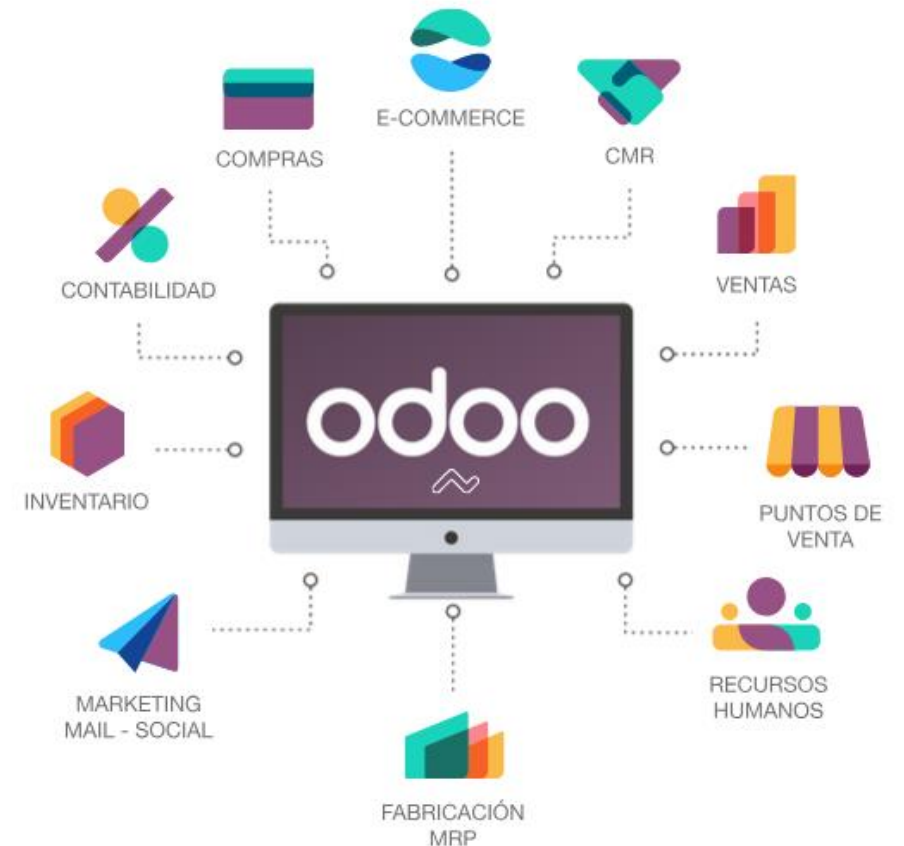 E-COMMERCE
COMPRAS
CMR
CONTABILIDAD
VENTAS
odoo
INVENTARIO
PUNTOS DE
VENTA
MARKETING
MAIL - SOCIAL
RECURSOS
HUMANOS
FABRICACIÓN
MRP